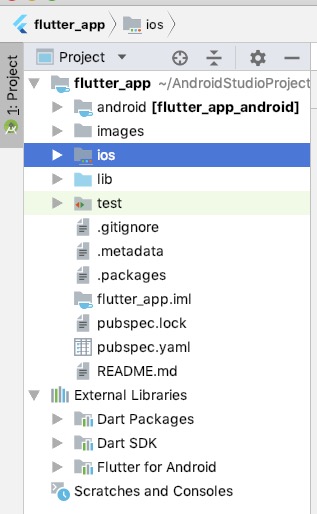 flutter_app ios
Project
1: Project
flutter_app ~/AndroidStudioProject
android [flutter_app_android]
images
ios
lib
test
.gitignore
.metadata
.packages
flutter_app.iml
pubspec.lock
pubspec.yaml
README.md
External Libraries
Dart Packages
Dart SDK
Flutter for Android
Scratches and Consoles